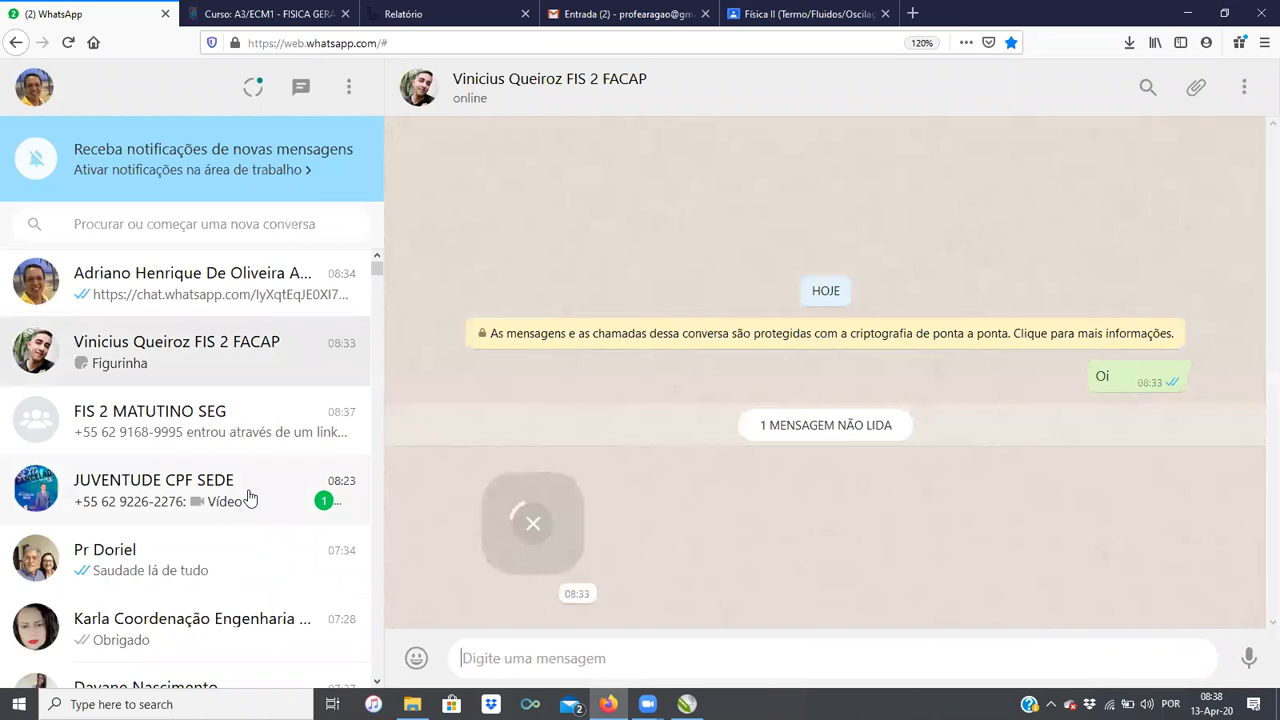 (2) WhatsApp
Curso: A3/ECM1 - FISICA GERA
Relatório
Entrada (2) - profearagao@gm
Física II (Termo/Fluidos/Oscilaç
https://web.whatsapp.com/#
120%
Vinicius Queiroz FIS 2 FACAP
online
Receba notificações de novas mensagens
Ativar notificações na área de trabalho >
Procurar ou começar uma nova conversa
Adriano Henrique De Oliveira A... 08:34
https://chat.whatsapp.com/IyXqtEqJE0XI7...
Vinicius Queiroz FIS 2 FACAP 08:33
Figurinha
FIS 2 MATUTINO SEG 08:37
+55 62 9168-9995 entrou através de um link...
JUVENTUDE CPF SEDE 08:23
+55 62 9226-2276: Vídeo 1 ...
Pr Doriel 07:34
Saudade lá de tudo
Karla Coordenação Engenharia ... 07:28
Obrigado
Dayane Nascimento
HOJE
As mensagens e as chamadas dessa conversa são protegidas com a criptografia de ponta a ponta. Clique para mais informações.
Oi 08:33
1 MENSAGEM NÃO LIDA
08:33
Digite uma mensagem
Type here to search
2
POR
08:38
13-Apr-20